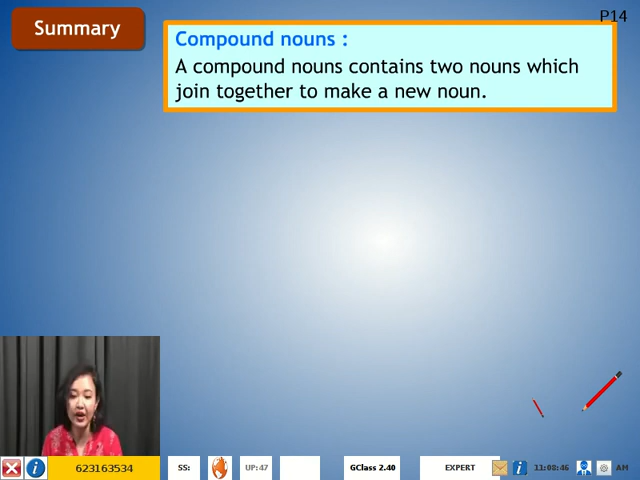 P14
Summary
Compound nouns :
A compound nouns contains two nouns which
join together to make a new noun.
623163534
SS:
UP:47
GClass 2.40
EXPERT
11:08:46
AM